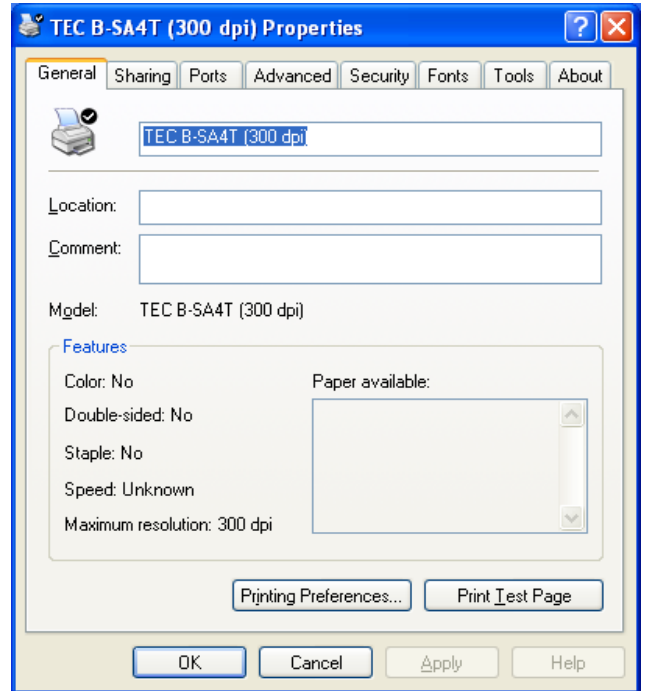 TEC B-SA4T (300 dpi) Properties
General Sharing Ports Advanced Security Fonts Tools About
TEC B-SA4T (300 dpi)
Location:
Comment:
Model: TEC B-SA4T (300 dpi)
Features
Color: No Paper available:
Double-sided: No
Staple: No
Speed: Unknown
Maximum resolution: 300 dpi
Printing Preferences... Print Test Page
OK Cancel Apply Help